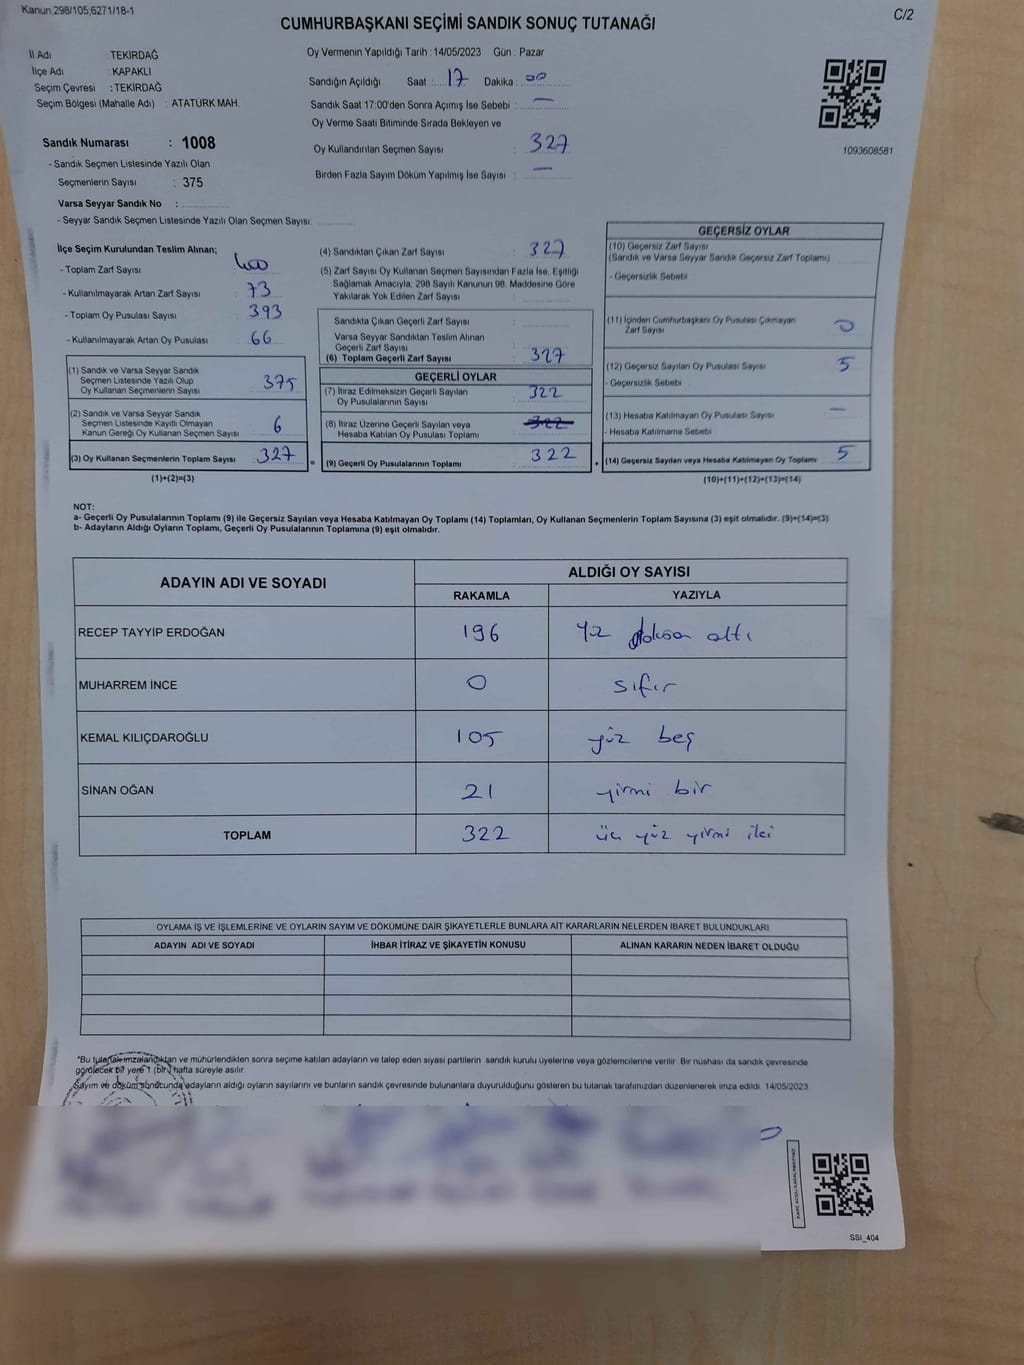 Kanun 298/105,6271/18-1
C/2
CUMHURBAŞKANI SEÇİMİ SANDIK SONUÇ TUTANAĞI
İl Adı : TEKİRDAĞ
İlçe Adı : KAPAKLI
Seçim Çevresi : TEKİRDAĞ
Seçim Bölgesi (Mahalle Adı) : ATATÜRK MAH.
Oy Vermenin Yapıldığı Tarih : 14/05/2023 Gün : Pazar
Sandığın Açıldığı Saat : 17 Dakika : 00
Sandık Saat 17:00'den Sonra Açımış İse Sebebi : —
Oy Verme Saati Bitiminde Sırada Bekleyen ve
Oy Kullandırılan Seçmen Sayısı : 327
Birden Fazla Sayım Döküm Yapılmış İse Sayısı : —
1093608581
Sandık Numarası : 1008
- Sandık Seçmen Listesinde Yazılı Olan
Seçmenlerin Sayısı : 375
Varsa Seyyar Sandık No :
- Seyyar Sandık Seçmen Listesinde Yazılı Olan Seçmen Sayısı:
İlçe Seçim Kurulundan Teslim Alınan;
- Toplam Zarf Sayısı : 400
- Kullanılmayarak Artan Zarf Sayısı : 73
- Toplam Oy Pusulası Sayısı : 393
- Kullanılmayarak Artan Oy Pusulası : 66
(1) Sandık ve Varsa Seyyar Sandık
Seçmen Listesinde Yazılı Olup
Oy Kullanan Seçmenlerin Sayısı : 375
(2) Sandık ve Varsa Seyyar Sandık
Seçmen Listesinde Kayıtlı Olmayan
Kanun Gereği Oy Kullanan Seçmen Sayısı : 6
(3) Oy Kullanan Seçmenlerin Toplam Sayısı : 327
(1)+(2)=(3)
(4) Sandıktan Çıkan Zarf Sayısı : 327
(5) Zarf Sayısı Oy Kullanan Seçmen Sayısından Fazla İse, Eşitliği
Sağlamak Amacıyla, 298 Sayılı Kanunun 98. Maddesine Göre
Yakılarak Yok Edilen Zarf Sayısı :
Sandıkta Çıkan Geçerli Zarf Sayısı :
Varsa Seyyar Sandıktan Teslim Alınan
Geçerli Zarf Sayısı :
(6) Toplam Geçerli Zarf Sayısı : 327
GEÇERLİ OYLAR
(7) İtiraz Edilmeksizin Geçerli Sayılan
Oy Pusulalarının Sayısı : 322
(8) İtiraz Üzerine Geçerli Sayılan veya
Hesaba Katılan Oy Pusulası Toplamı : 322
= (9) Geçerli Oy Pusulalarının Toplamı : 322 +
GEÇERSİZ OYLAR
(10) Geçersiz Zarf Sayısı
(Sandık ve Varsa Seyyar Sandık Geçersiz Zarf Toplamı)
- Geçersizlik Sebebi :
(11) İçinden Cumhurbaşkanı Oy Pusulası Çıkmayan
Zarf Sayısı : 0
(12) Geçersiz Sayılan Oy Pusulası Sayısı : 5
- Geçersizlik Sebebi :
(13) Hesaba Katılmayan Oy Pusulası Sayısı : —
- Hesaba Katılmama Sebebi :
(14) Geçersiz Sayılan veya Hesaba Katılmayan Oy Toplamı : 5
(10)+(11)+(12)+(13)=(14)
NOT:
a- Geçerli Oy Pusulalarının Toplamı (9) ile Geçersiz Sayılan veya Hesaba Katılmayan Oy Toplamı (14) Toplamları, Oy Kullanan Seçmenlerin Toplam Sayısına (3) eşit olmalıdır. (9)+(14)=(3)
b- Adayların Aldığı Oyların Toplamı, Geçerli Oy Pusulalarının Toplamına (9) eşit olmalıdır.
ADAYIN ADI VE SOYADI ALDIĞI OY SAYISI
RAKAMLA YAZIYLA
RECEP TAYYİP ERDOĞAN 196 yüz doksan altı
MUHARREM İNCE 0 sıfır
KEMAL KILIÇDAROĞLU 105 yüz beş
SİNAN OĞAN 21 yirmi bir
TOPLAM 322 üç yüz yirmi iki
OYLAMA İŞ VE İŞLEMLERİNE VE OYLARIN SAYIM VE DÖKÜMÜNE DAİR ŞİKAYETLERLE BUNLARA AİT KARARLARIN NELERDEN İBARET BULUNDUKLARI
ADAYIN ADI VE SOYADI İHBAR İTİRAZ VE ŞİKAYETİN KONUSU ALINAN KARARIN NEDEN İBARET OLDUĞU
"Bu tutanak imzalandıktan ve mühürlendikten sonra seçime katılan adayların ve talep eden siyasi partilerin sandık kurulu üyelerine veya gözlemcilerine verilir. Bir nüshası da sandık çevresinde
görülecek bir yere 1 (bir) hafta süreyle asılır.
Sayım ve döküm sonucunda adayların aldığı oyların sayılarını ve bunların sandık çevresinde bulunanlara duyurulduğunu gösteren bu tutanak tarafımızdan düzenlenerek imza edildi. 14/05/2023
SSİ_404